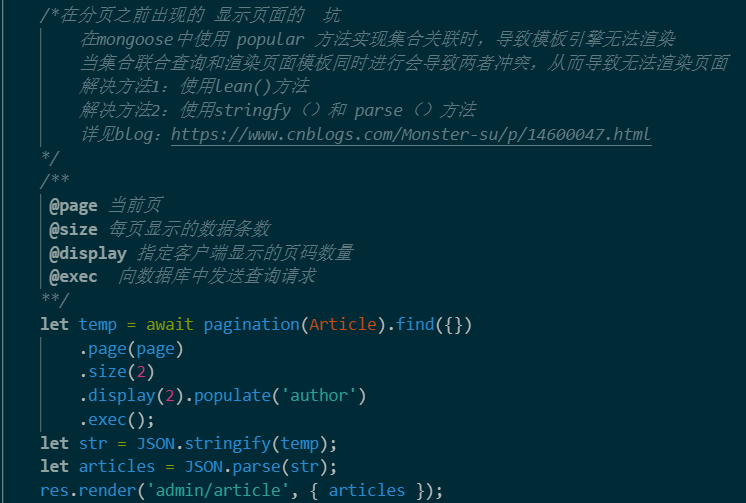 /*在分页之前出现的 显示页面的 坑
在mongoose中使用 popular 方法实现集合关联时，导致模板引擎无法渲染
当集合联合查询和渲染页面模板同时进行会导致两者冲突，从而导致无法渲染页面
解决方法1：使用lean()方法
解决方法2：使用stringfy（）和 parse（）方法
详见blog：https://www.cnblogs.com/Monster-su/p/14600047.html
*/
/**
@page 当前页
@size 每页显示的数据条数
@display 指定客户端显示的页码数量
@exec 向数据库中发送查询请求
**/
let temp = await pagination(Article).find({})
.page(page)
.size(2)
.display(2).populate('author')
.exec();
let str = JSON.stringify(temp);
let articles = JSON.parse(str);
res.render('admin/article', { articles });